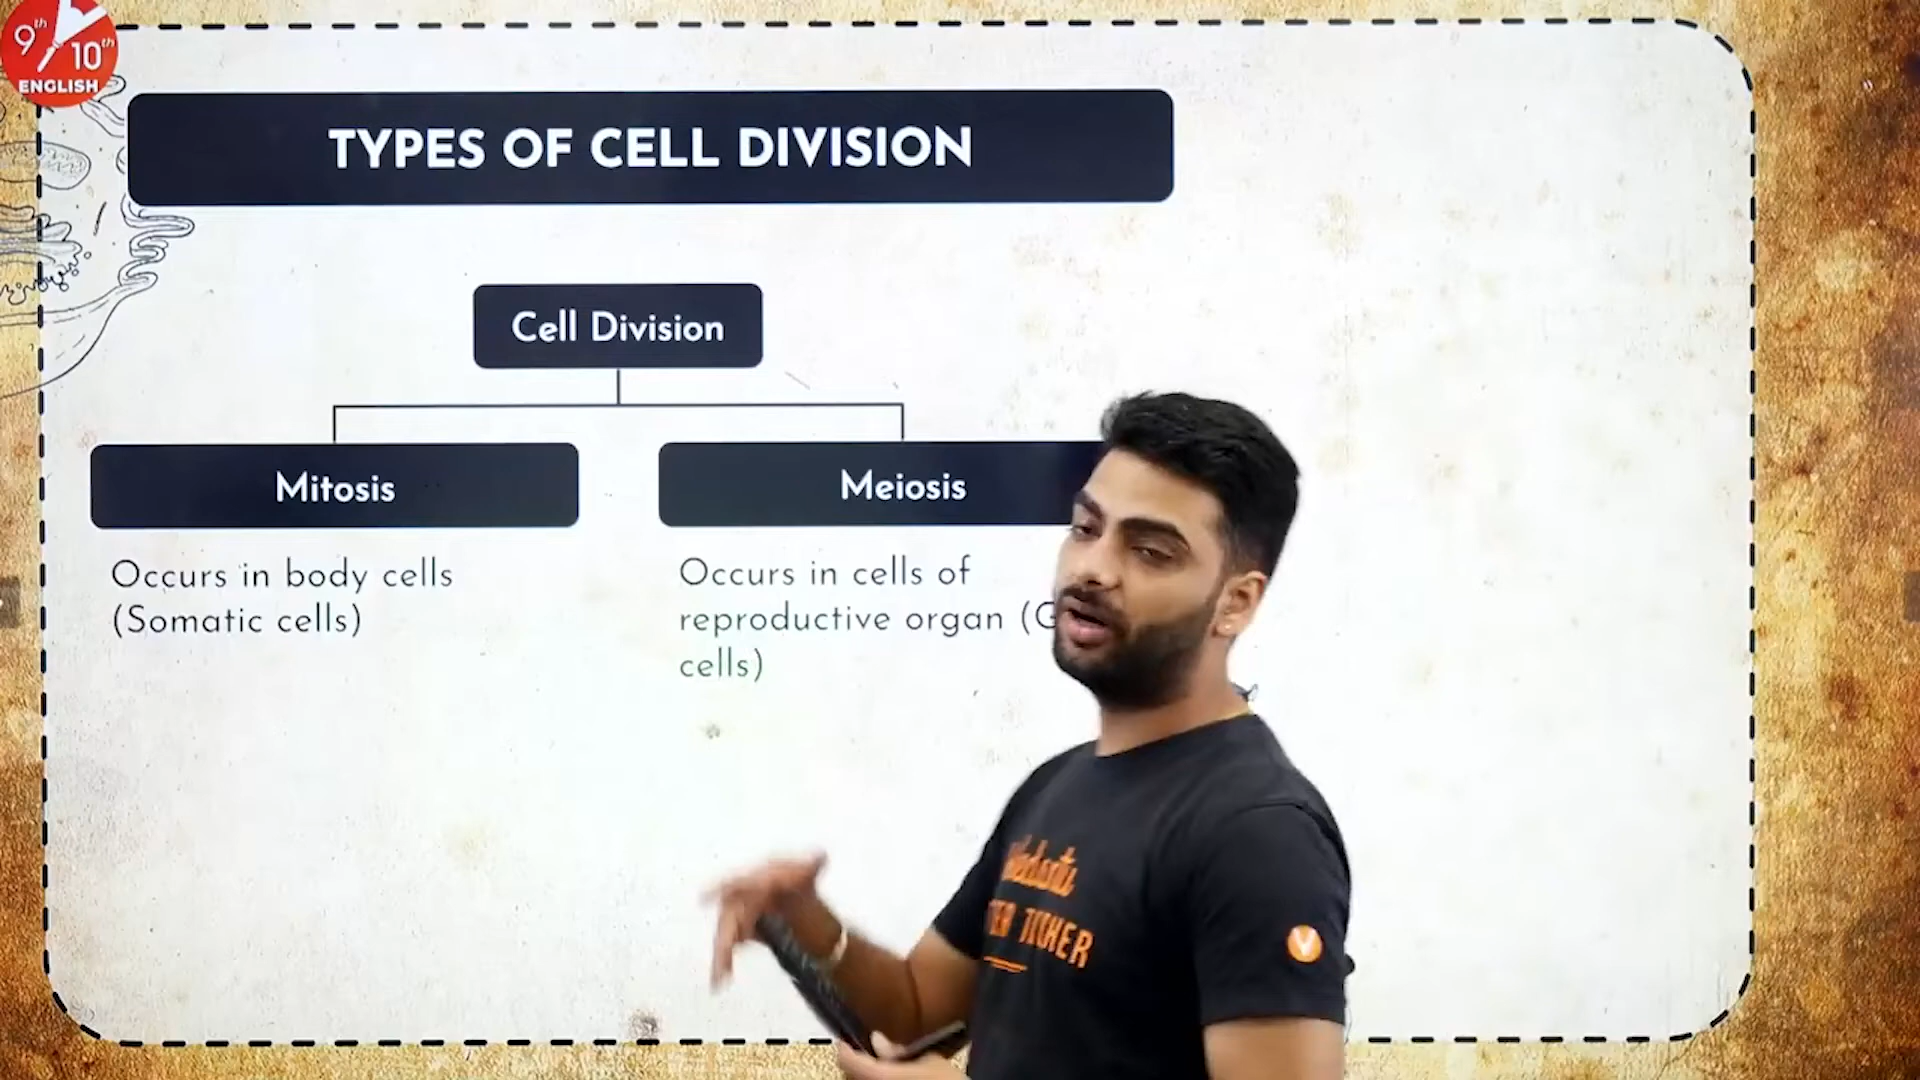 9th
10th
ENGLISH
TYPES OF CELL DIVISION
Cell Division
Mitosis
Meiosis
Occurs in body cells
(Somatic cells)
Occurs in cells of
reproductive organ (G
cells)
Vedantu
V